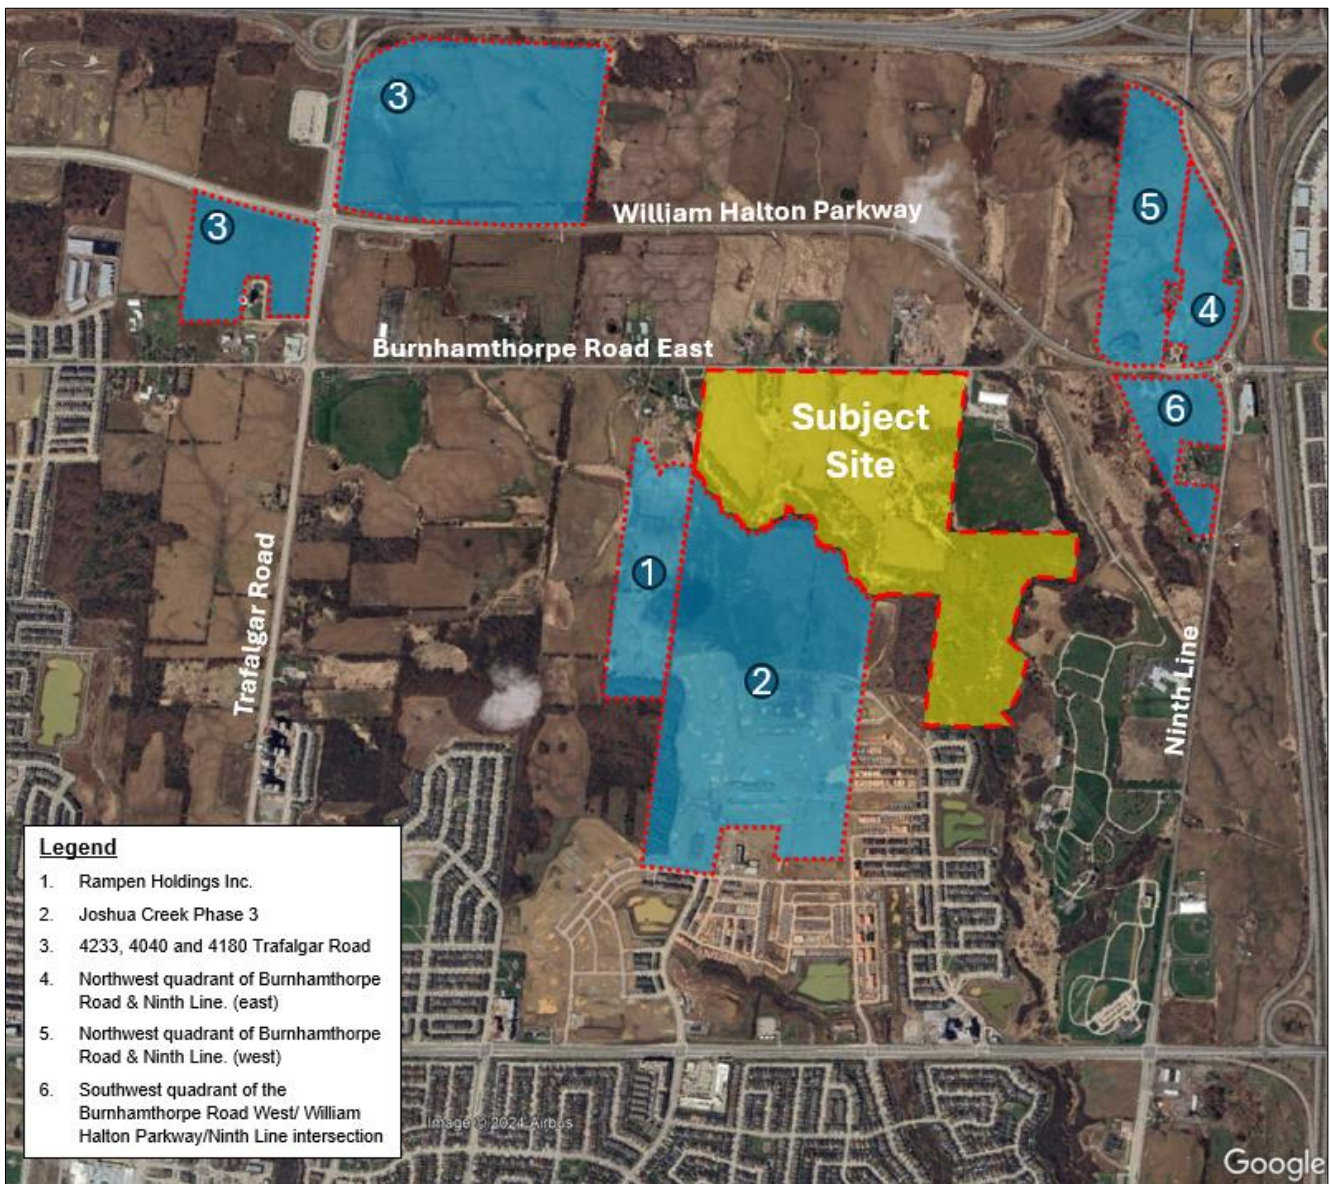 3
3
William Halton Parkway
5
4
Burnhamthorpe Road East
6
Subject
Site
1
Trafalgar Road
2
Ninth Line
Legend
1. Rampen Holdings Inc.
2. Joshua Creek Phase 3
3. 4233, 4040 and 4180 Trafalgar Road
4. Northwest quadrant of Burnhamthorpe
Road & Ninth Line. (east)
5. Northwest quadrant of Burnhamthorpe
Road & Ninth Line. (west)
6. Southwest quadrant of the
Burnhamthorpe Road West/ William
Halton Parkway/Ninth Line intersection
Image © 2024 Airbus
Google